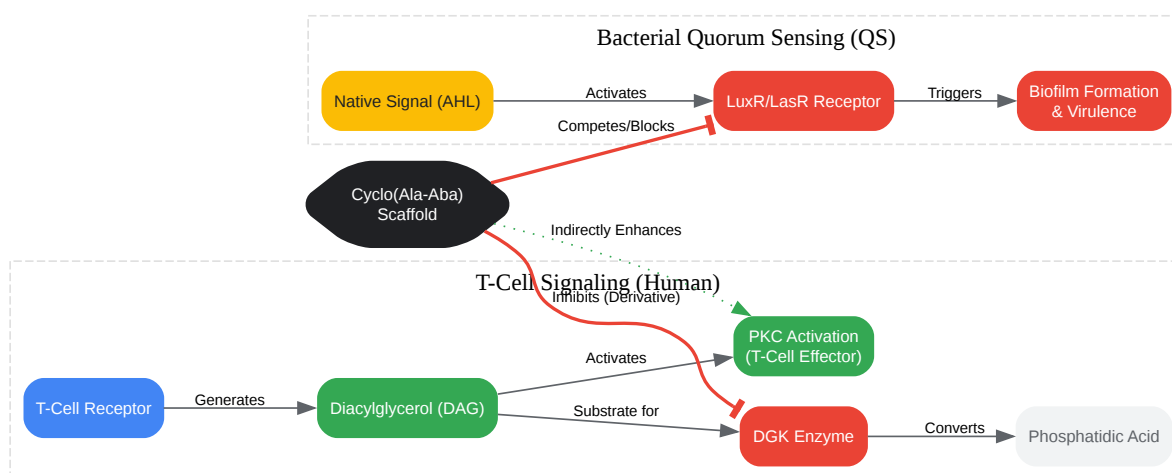 Bacterial Quorum Sensing (QS)
Native Signal (AHL)
Activates
LuxR/LasR Receptor
Triggers
Biofilm Formation
& Virulence
Competes/Blocks
Cyclo(Ala-Aba)
Scaffold
Indirectly Enhances
T-Cell Signaling (Human)
Inhibits (Derivative)
PKC Activation
(T-Cell Effector)
Activates
T-Cell Receptor
Generates
Diacylglycerol (DAG)
Substrate for
DGK Enzyme
Converts
Phosphatidic Acid